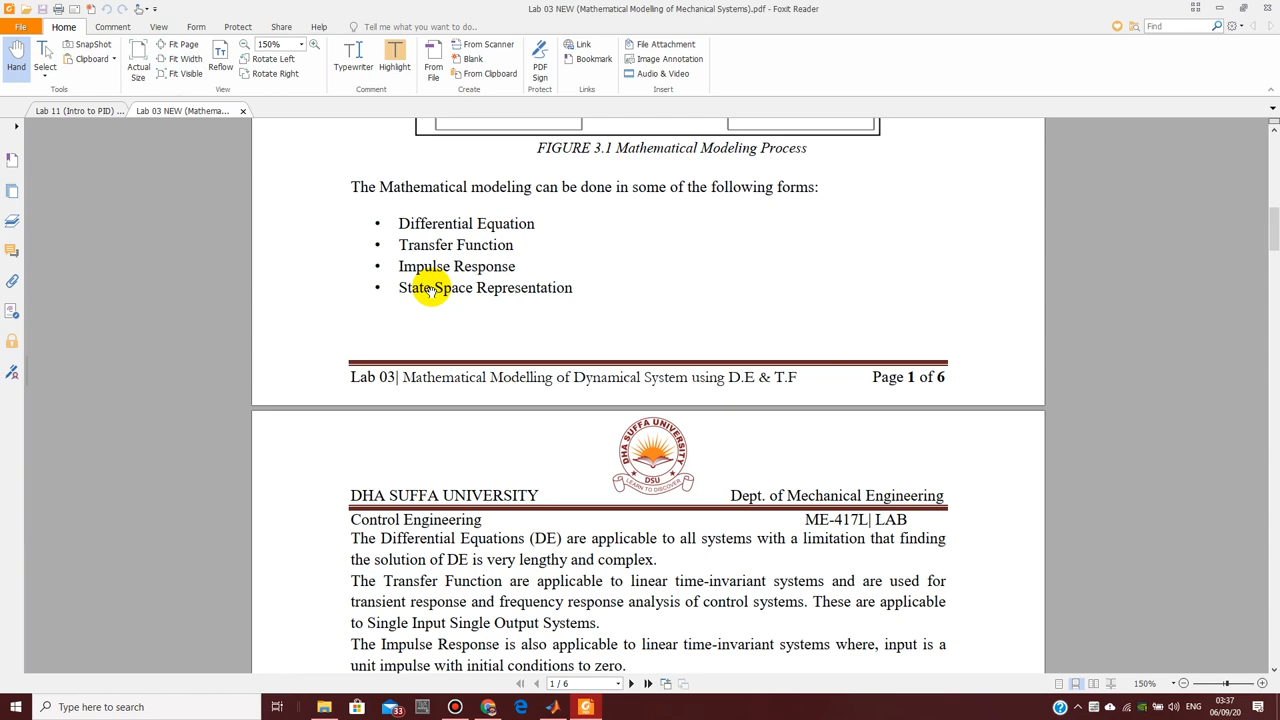 Lab 03 NEW (Mathematical Modelling of Mechanical Systems).pdf - Foxit Reader
File Home Comment View Form Protect Share Help Tell me what you want to do.. Find
Hand
Select
SnapShot
Clipboard
Tools
Actual Size
Fit Page
Fit Width
Fit Visible
Reflow
150%
Rotate Left
Rotate Right
View
Typewriter
Highlight
Comment
From File
From Scanner
Blank
From Clipboard
Create
PDF Sign
Protect
Link
Bookmark
Links
File Attachment
Image Annotation
Audio & Video
Insert
Lab 11 (Intro to PID) ... Lab 03 NEW (Mathema...
FIGURE 3.1 Mathematical Modeling Process
The Mathematical modeling can be done in some of the following forms:
• Differential Equation
• Transfer Function
• Impulse Response
• State Space Representation
Lab 03| Mathematical Modelling of Dynamical System using D.E & T.F Page 1 of 6
DHA SUFFA UNIVERSITY
DSU
LEARN TO DISCOVER
DHA SUFFA UNIVERSITY Dept. of Mechanical Engineering
Control Engineering ME-417L| LAB
The Differential Equations (DE) are applicable to all systems with a limitation that finding
the solution of DE is very lengthy and complex.
The Transfer Function are applicable to linear time-invariant systems and are used for
transient response and frequency response analysis of control systems. These are applicable
to Single Input Single Output Systems.
The Impulse Response is also applicable to linear time-invariant systems where, input is a
unit impulse with initial conditions to zero.
1 / 6 150%
Type here to search
33
ENG
03:37
06/09/20